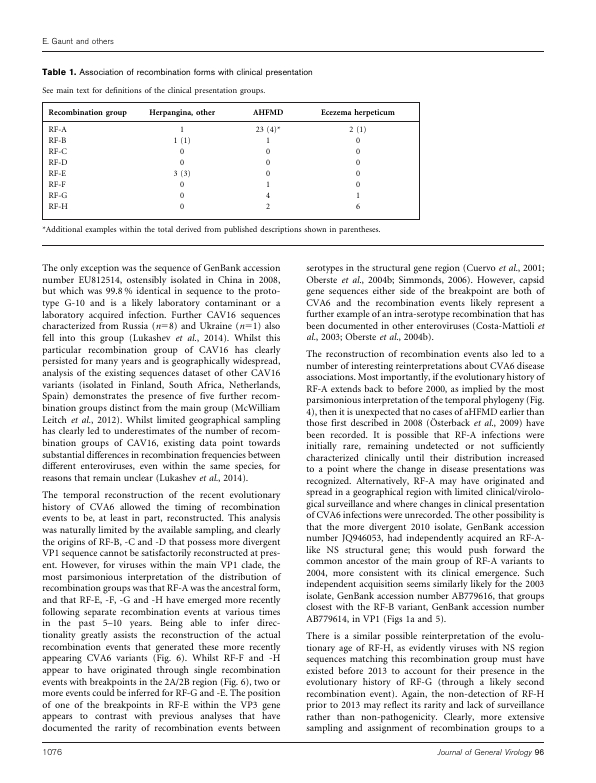 E. Gaunt and others
Table 1. Association of recombination forms with clinical presentation
See main text for definitions of the clinical presentation groups.
Recombination group Herpangina, other AHFMD Ecezema herpeticum
RF-A 1 23 (4)* 2 (1)
RF-B 1 (1) 1 0
RF-C 0 0 0
RF-D 0 0 0
RF-E 3 (3) 0 0
RF-F 0 1 0
RF-G 0 4 1
RF-H 0 2 6
*Additional examples within the total derived from published descriptions shown in parentheses.
The only exception was the sequence of GenBank accession
number EU812514, ostensibly isolated in China in 2008,
but which was 99.8 % identical in sequence to the proto-
type G-10 and is a likely laboratory contaminant or a
laboratory acquired infection. Further CAV16 sequences
characterized from Russia (n=8) and Ukraine (n=1) also
fell into this group (Lukashev et al., 2014). Whilst this
particular recombination group of CAV16 has clearly
persisted for many years and is geographically widespread,
analysis of the existing sequences dataset of other CAV16
variants (isolated in Finland, South Africa, Netherlands,
Spain) demonstrates the presence of five further recom-
bination groups distinct from the main group (McWilliam
Leitch et al., 2012). Whilst limited geographical sampling
has clearly led to underestimates of the number of recom-
bination groups of CAV16, existing data point towards
substantial differences in recombination frequencies between
different enteroviruses, even within the same species, for
reasons that remain unclear (Lukashev et al., 2014).
The temporal reconstruction of the recent evolutionary
history of CVA6 allowed the timing of recombination
events to be, at least in part, reconstructed. This analysis
was naturally limited by the available sampling, and clearly
the origins of RF-B, -C and -D that possess more divergent
VP1 sequence cannot be satisfactorily reconstructed at pres-
ent. However, for viruses within the main VP1 clade, the
most parsimonious interpretation of the distribution of
recombination groups was that RF-A was the ancestral form,
and that RF-E, -F, -G and -H have emerged more recently
following separate recombination events at various times
in the past 5–10 years. Being able to infer direc-
tionality greatly assists the reconstruction of the actual
recombination events that generated these more recently
appearing CVA6 variants (Fig. 6). Whilst RF-F and -H
appear to have originated through single recombination
events with breakpoints in the 2A/2B region (Fig. 6), two or
more events could be inferred for RF-G and -E. The position
of one of the breakpoints in RF-E within the VP3 gene
appears to contrast with previous analyses that have
documented the rarity of recombination events between
serotypes in the structural gene region (Cuervo et al., 2001;
Oberste et al., 2004b; Simmonds, 2006). However, capsid
gene sequences either side of the breakpoint are both of
CVA6 and the recombination events likely represent a
further example of an intra-serotype recombination that has
been documented in other enteroviruses (Costa-Mattioli et
al., 2003; Oberste et al., 2004b).
The reconstruction of recombination events also led to a
number of interesting reinterpretations about CVA6 disease
associations. Most importantly, if the evolutionary history of
RF-A extends back to before 2000, as implied by the most
parsimonious interpretation of the temporal phylogeny (Fig.
4), then it is unexpected that no cases of aHFMD earlier than
those first described in 2008 (Österback et al., 2009) have
been recorded. It is possible that RF-A infections were
initially rare, remaining undetected or not sufficiently
characterized clinically until their distribution increased
to a point where the change in disease presentations was
recognized. Alternatively, RF-A may have originated and
spread in a geographical region with limited clinical/virolo-
gical surveillance and where changes in clinical presentation
of CVA6 infections were unrecorded. The other possibility is
that the more divergent 2010 isolate, GenBank accession
number JQ946053, had independently acquired an RF-A-
like NS structural gene; this would push forward the
common ancestor of the main group of RF-A variants to
2004, more consistent with its clinical emergence. Such
independent acquisition seems similarly likely for the 2003
isolate, GenBank accession number AB779616, that groups
closest with the RF-B variant, GenBank accession number
AB779614, in VP1 (Figs 1a and 5).
There is a similar possible reinterpretation of the evolu-
tionary age of RF-H, as evidently viruses with NS region
sequences matching this recombination group must have
existed before 2013 to account for their presence in the
evolutionary history of RF-G (through a likely second
recombination event). Again, the non-detection of RF-H
prior to 2013 may reflect its rarity and lack of surveillance
rather than non-pathogenicity. Clearly, more extensive
sampling and assignment of recombination groups to a
1076
Journal of General Virology 96